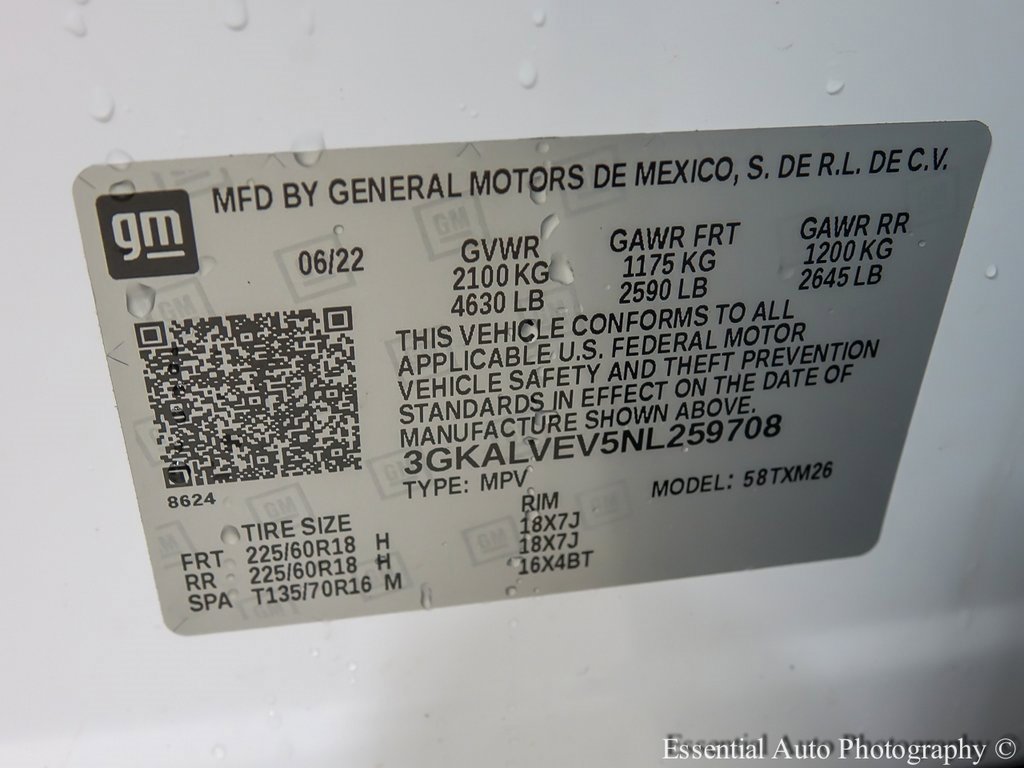 gm
MFD BY GENERAL MOTORS DE MEXICO, S. DE R.L. DE C.V.
06/22
GVWR
2100 KG
4630 LB
GAWR FRT
1175 KG
2590 LB
GAWR RR
1200 KG
2645 LB
THIS VEHICLE CONFORMS TO ALL
APPLICABLE U.S. FEDERAL MOTOR
VEHICLE SAFETY AND THEFT PREVENTION
STANDARDS IN EFFECT ON THE DATE OF
MANUFACTURE SHOWN ABOVE.
3GKALVEV5NL259708
TYPE: MPV
MODEL: 58TXM26
8624
TIRE SIZE RIM
FRT 225/60R18 H 18X7J
RR 225/60R18 H 18X7J
SPA T135/70R16 M 16X4BT
Essential Auto Photography ©